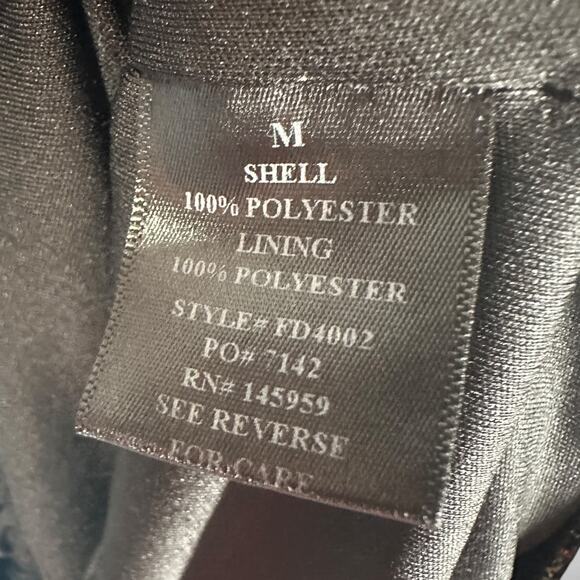 M
SHELL
100% POLYESTER
LINING
100% POLYESTER
STYLE# FD4002
PO# 7142
RN# 145959
SEE REVERSE
FOR CARE